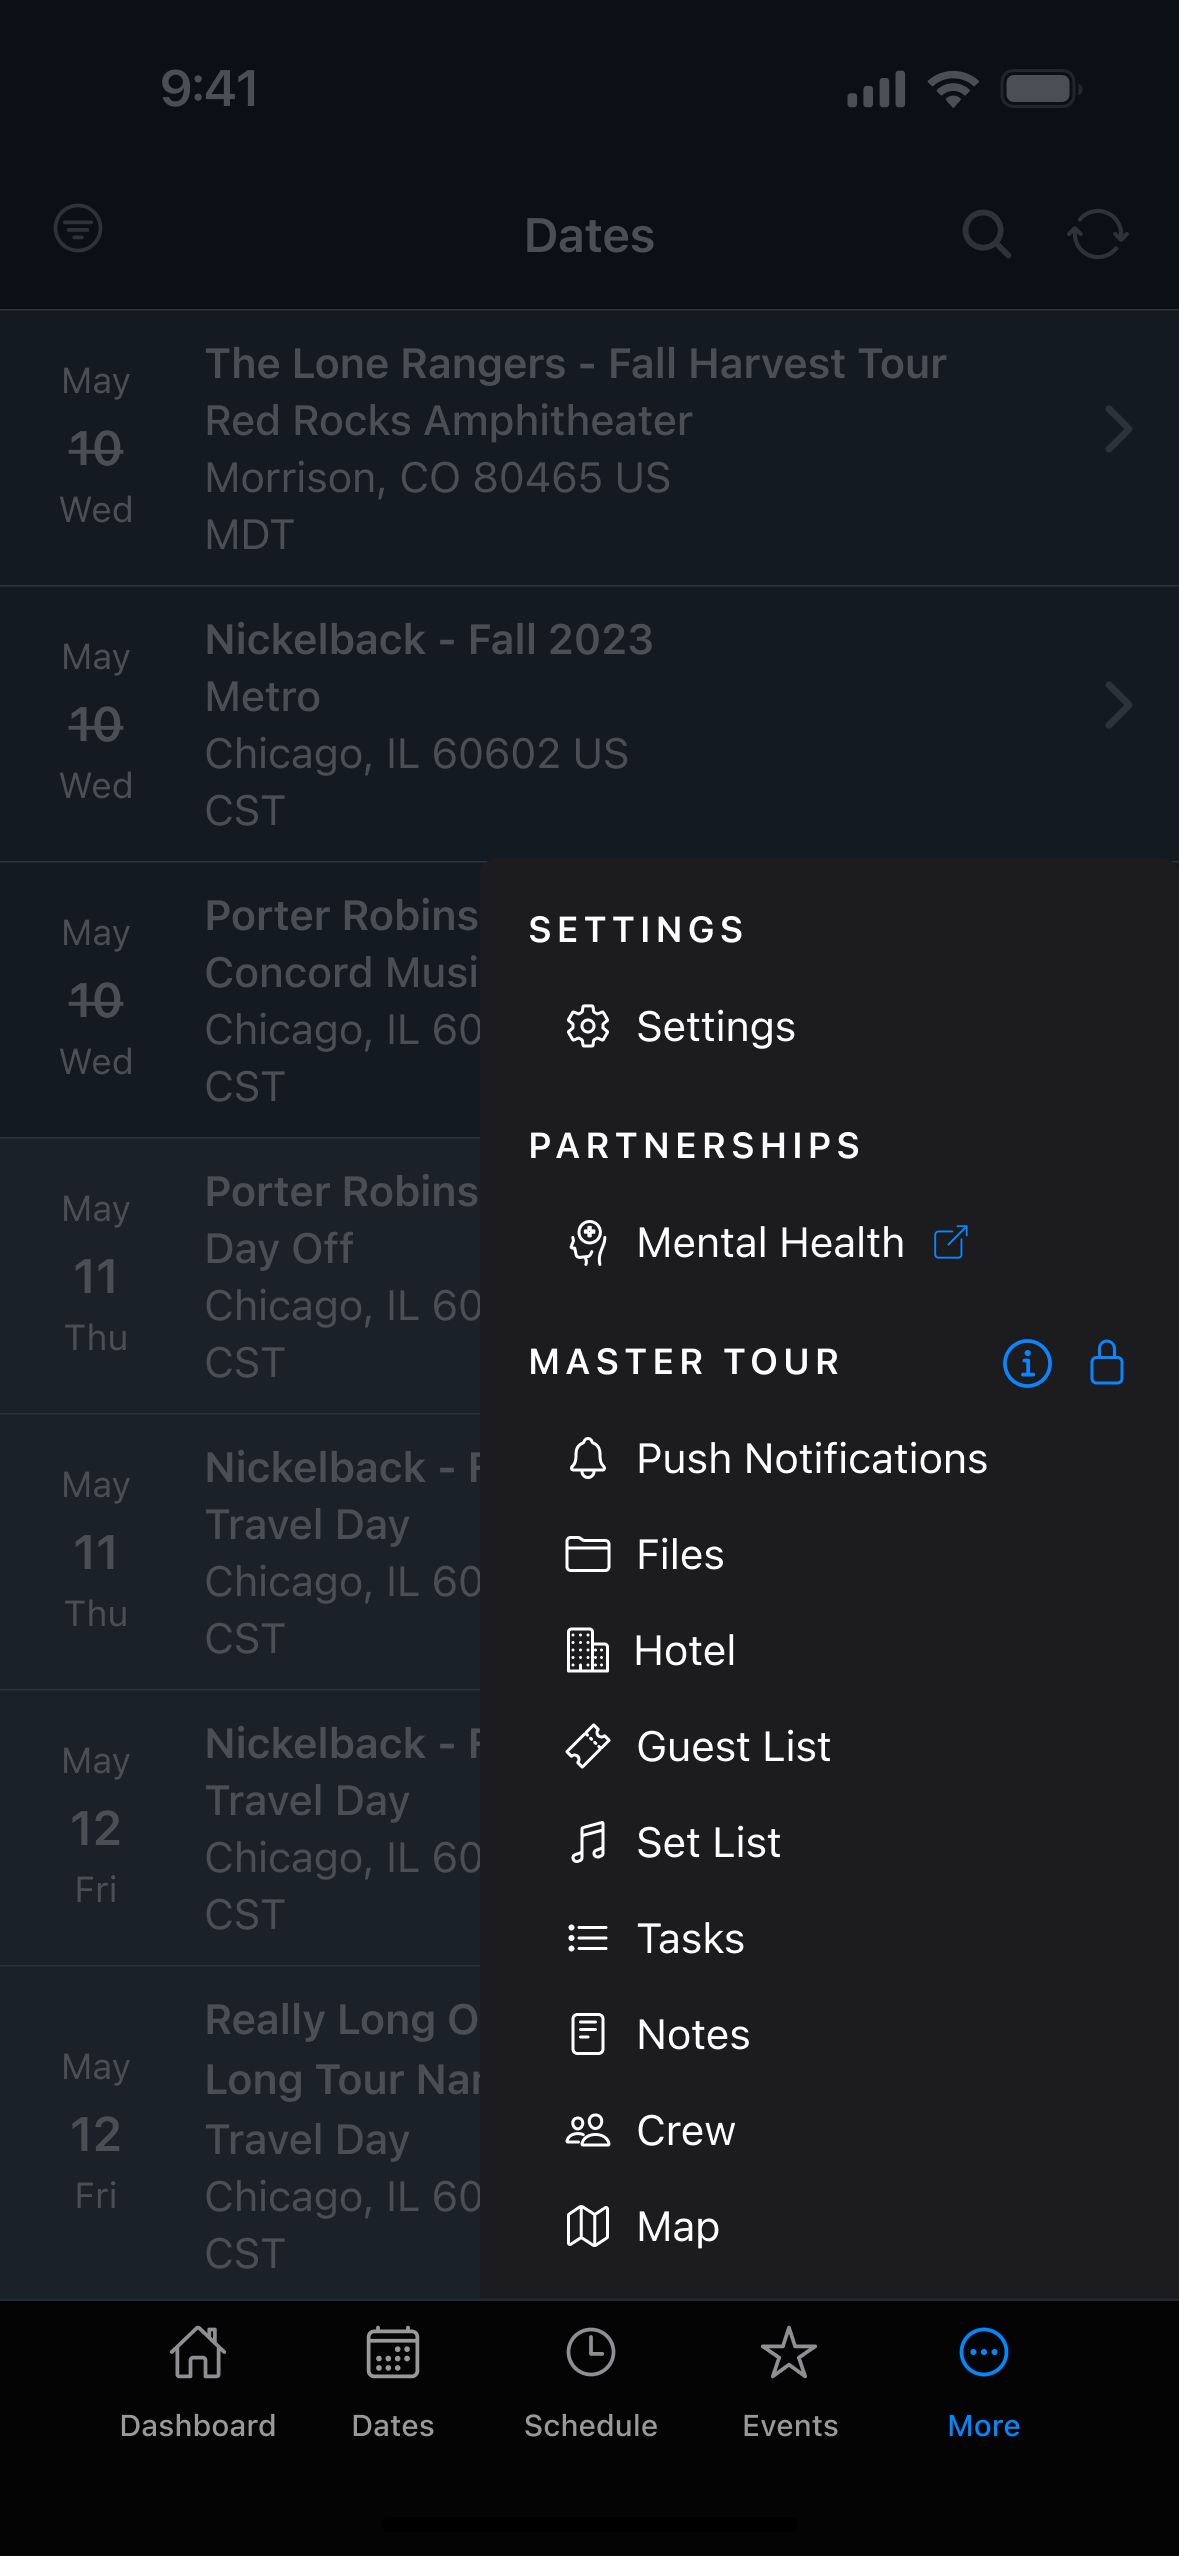 9:41
Dates
May
10
Wed
The Lone Rangers - Fall Harvest Tour
Red Rocks Amphitheater
Morrison, CO 80465 US
MDT
May
10
Wed
Nickelback - Fall 2023
Metro
Chicago, IL 60602 US
CST
May
10
Wed
Porter Robins
Concord Musi
Chicago, IL 60
CST
May
11
Thu
Porter Robins
Day Off
Chicago, IL 60
CST
May
11
Thu
Nickelback - F
Travel Day
Chicago, IL 60
CST
May
12
Fri
Nickelback - F
Travel Day
Chicago, IL 60
CST
May
12
Fri
Really Long O
Long Tour Nar
Travel Day
Chicago, IL 60
CST
SETTINGS
Settings
PARTNERSHIPS
Mental Health
MASTER TOUR
Push Notifications
Files
Hotel
Guest List
Set List
Tasks
Notes
Crew
Map
Dashboard
Dates
Schedule
Events
More